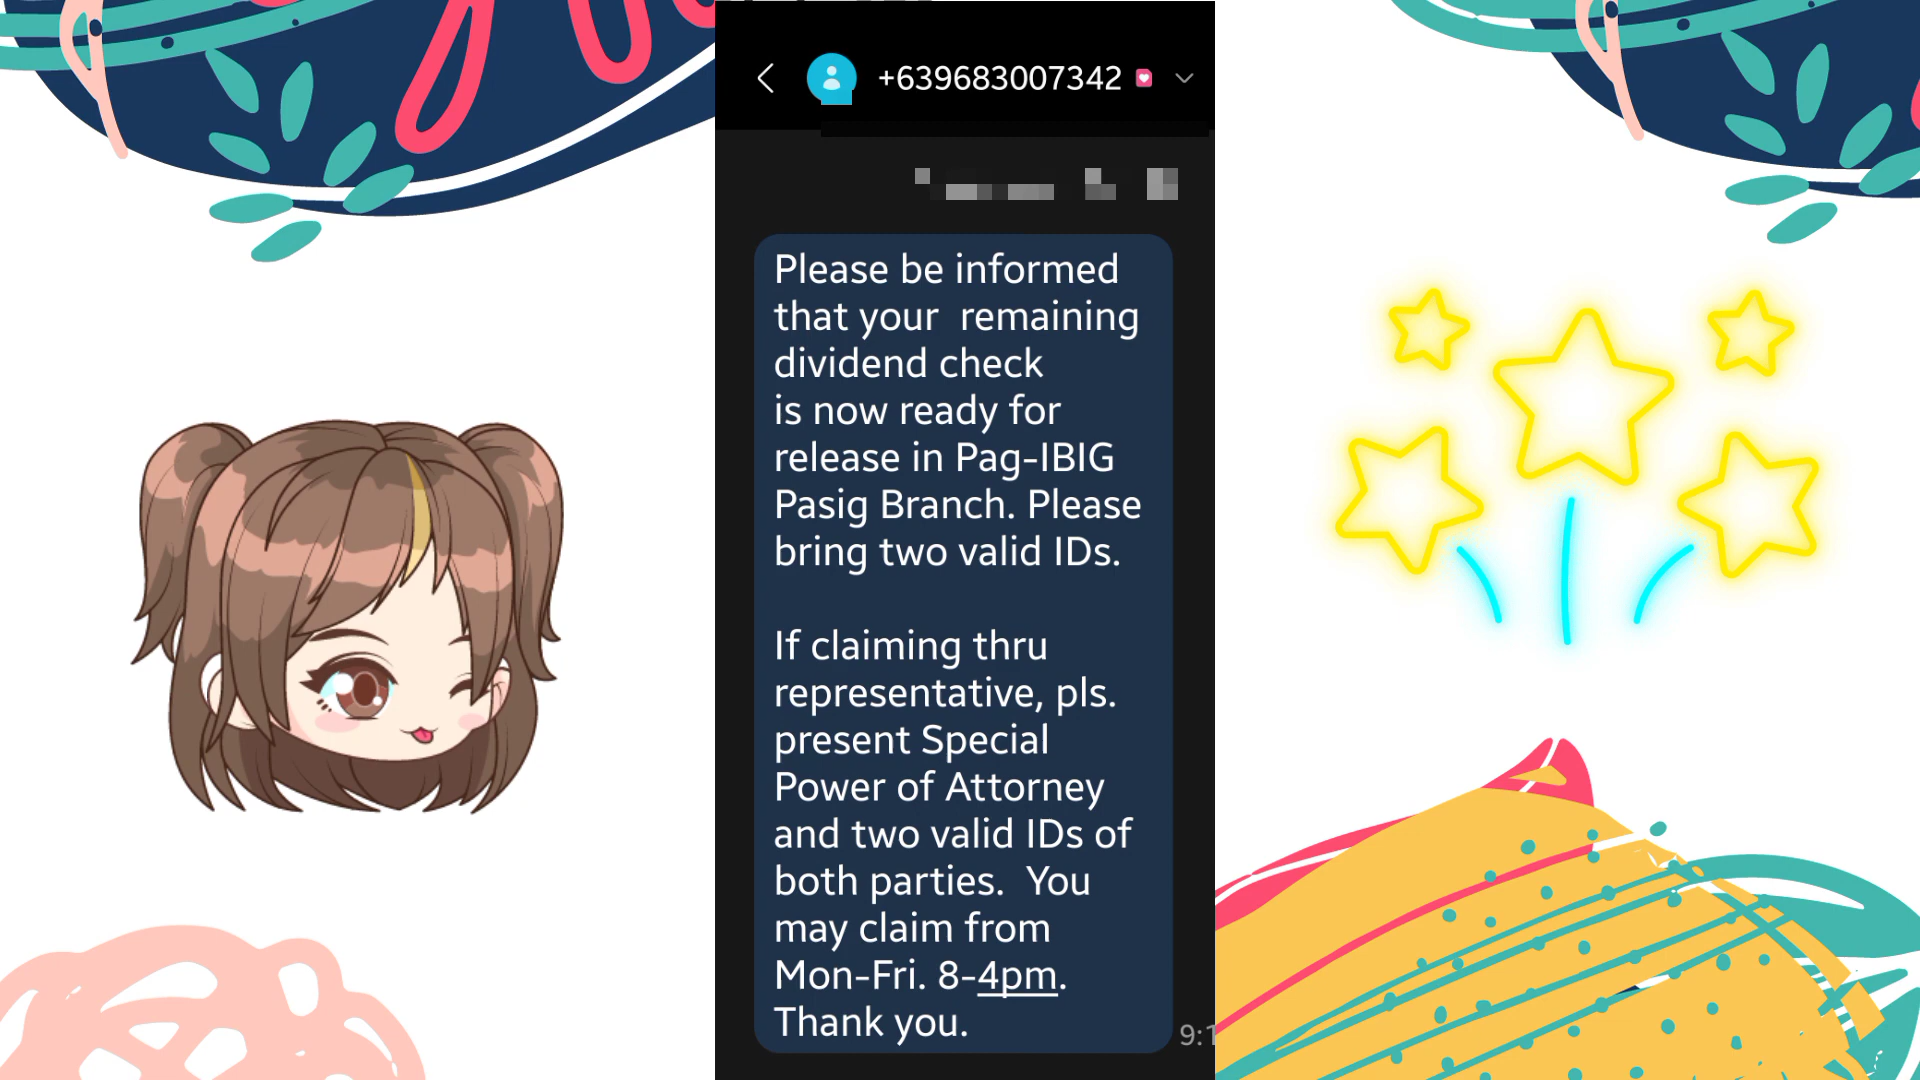 +639683007342
Please be informed
that your  remaining
dividend check
is now ready for
release in Pag-IBIG
Pasig Branch. Please
bring two valid IDs.
If claiming thru
representative, pls.
present Special
Power of Attorney
and two valid IDs of
both parties.  You
may claim from
Mon-Fri. 8-4pm.
Thank you.